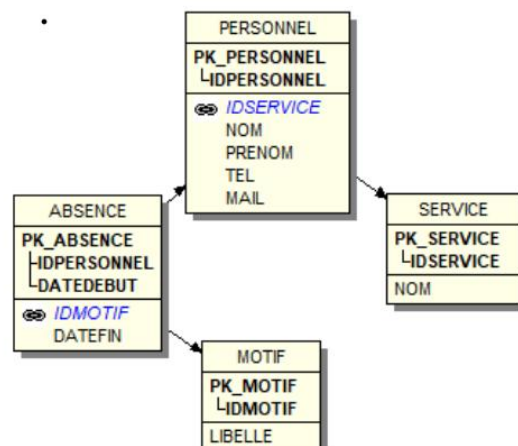 PERSONNEL
PK_PERSONNEL
IDPERSONNEL
IDSERVICE
NOM
PRENOM
TEL
MAIL
ABSENCE
PK_ABSENCE
IDPERSONNEL
DATEDEBUT
IDMOTIF
DATEFIN
SERVICE
PK_SERVICE
IDSERVICE
NOM
MOTIF
PK_MOTIF
IDMOTIF
LIBELLE